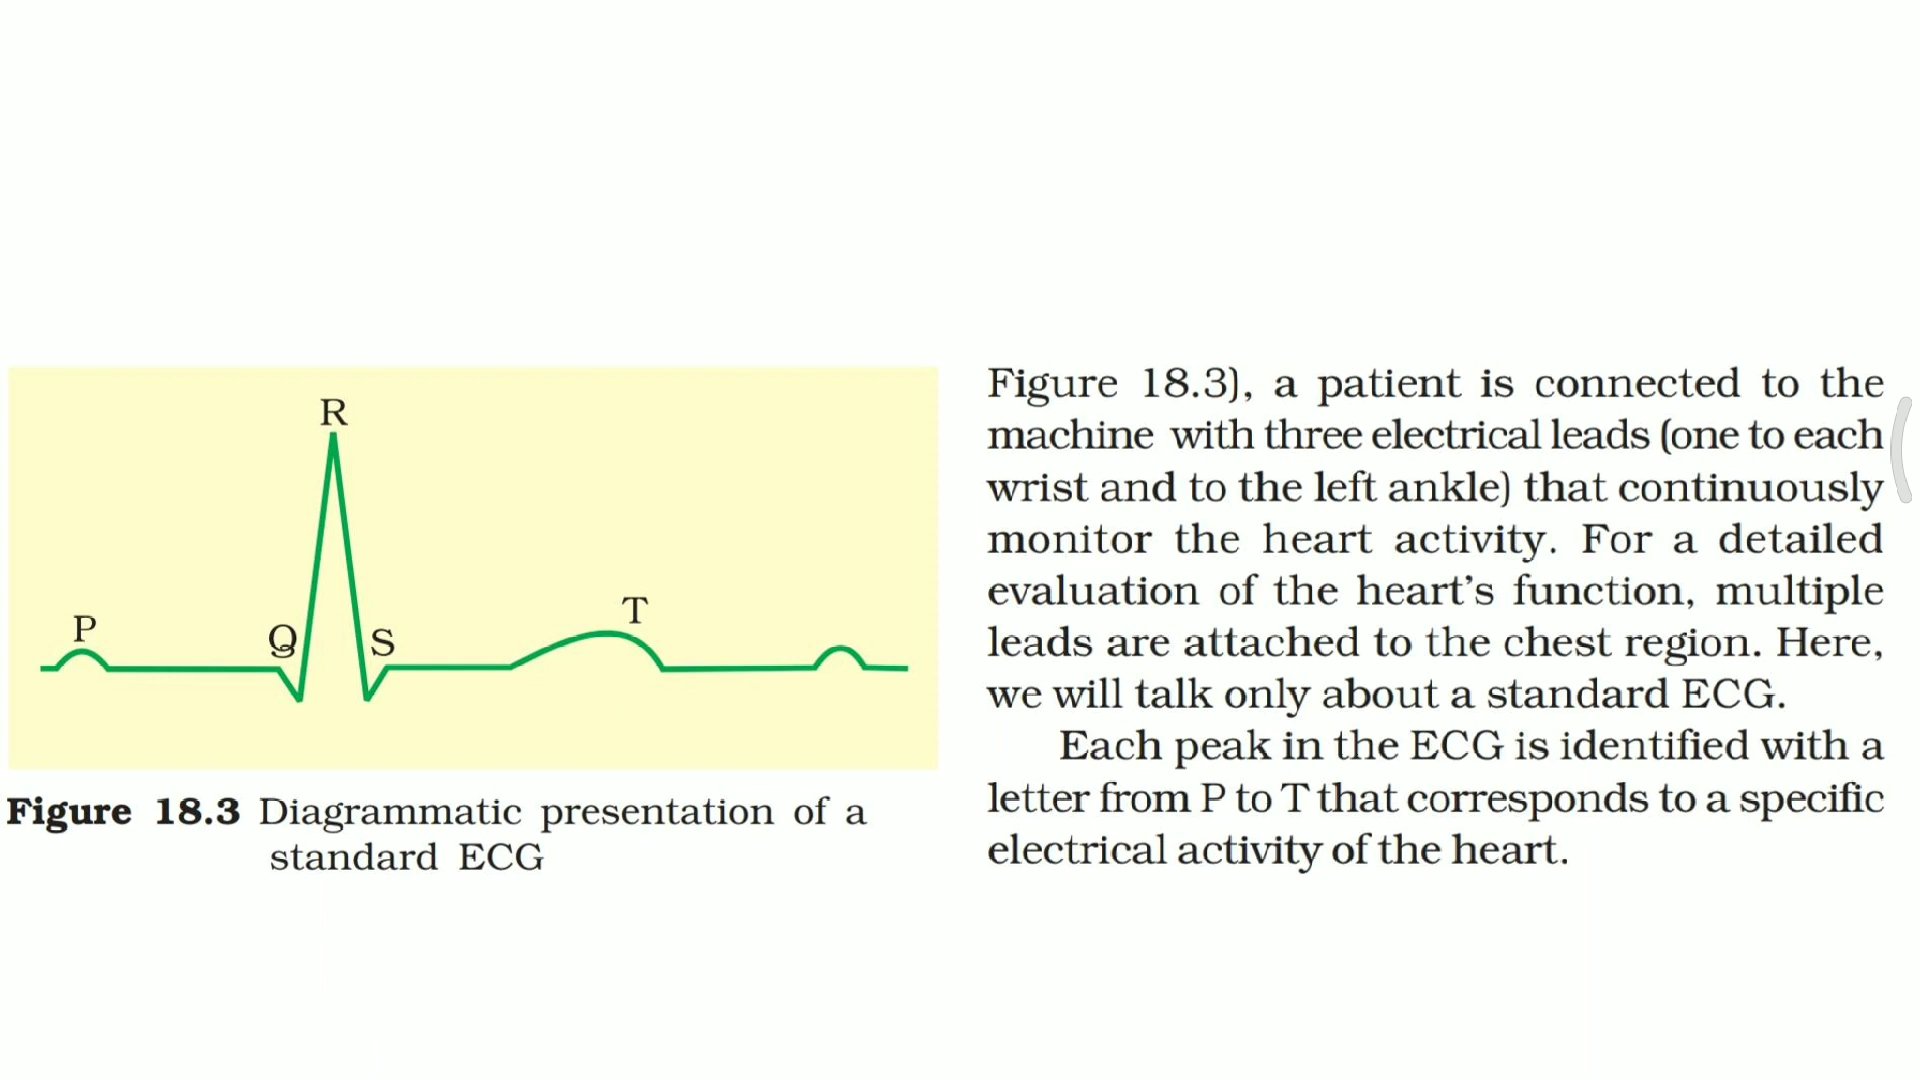 R
P
Q
S
T
Figure 18.3 Diagrammatic presentation of a
standard ECG
Figure 18.3), a patient is connected to the
machine with three electrical leads (one to each
wrist and to the left ankle) that continuously
monitor the heart activity. For a detailed
evaluation of the heart’s function, multiple
leads are attached to the chest region. Here,
we will talk only about a standard ECG.
Each peak in the ECG is identified with a
letter from P to T that corresponds to a specific
electrical activity of the heart.